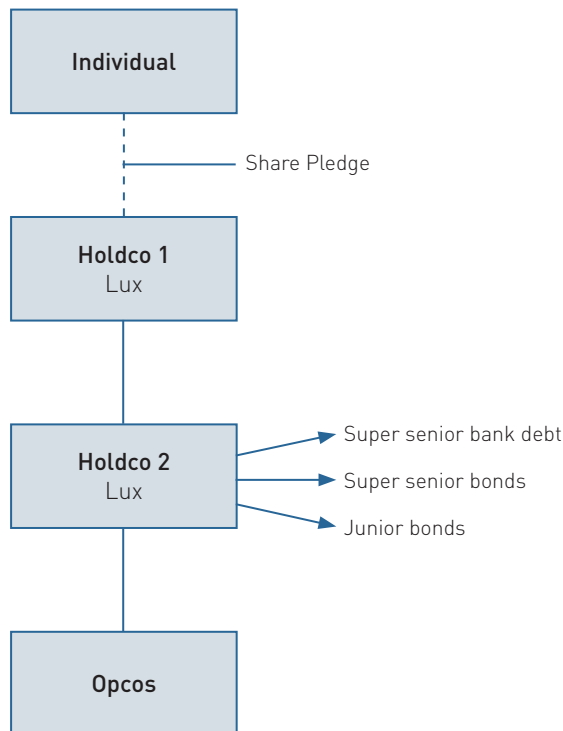 Individual
Share Pledge
Holdco 1
Lux
Holdco 2
Lux
Super senior bank debt
Super senior bonds
Junior bonds
Opcos